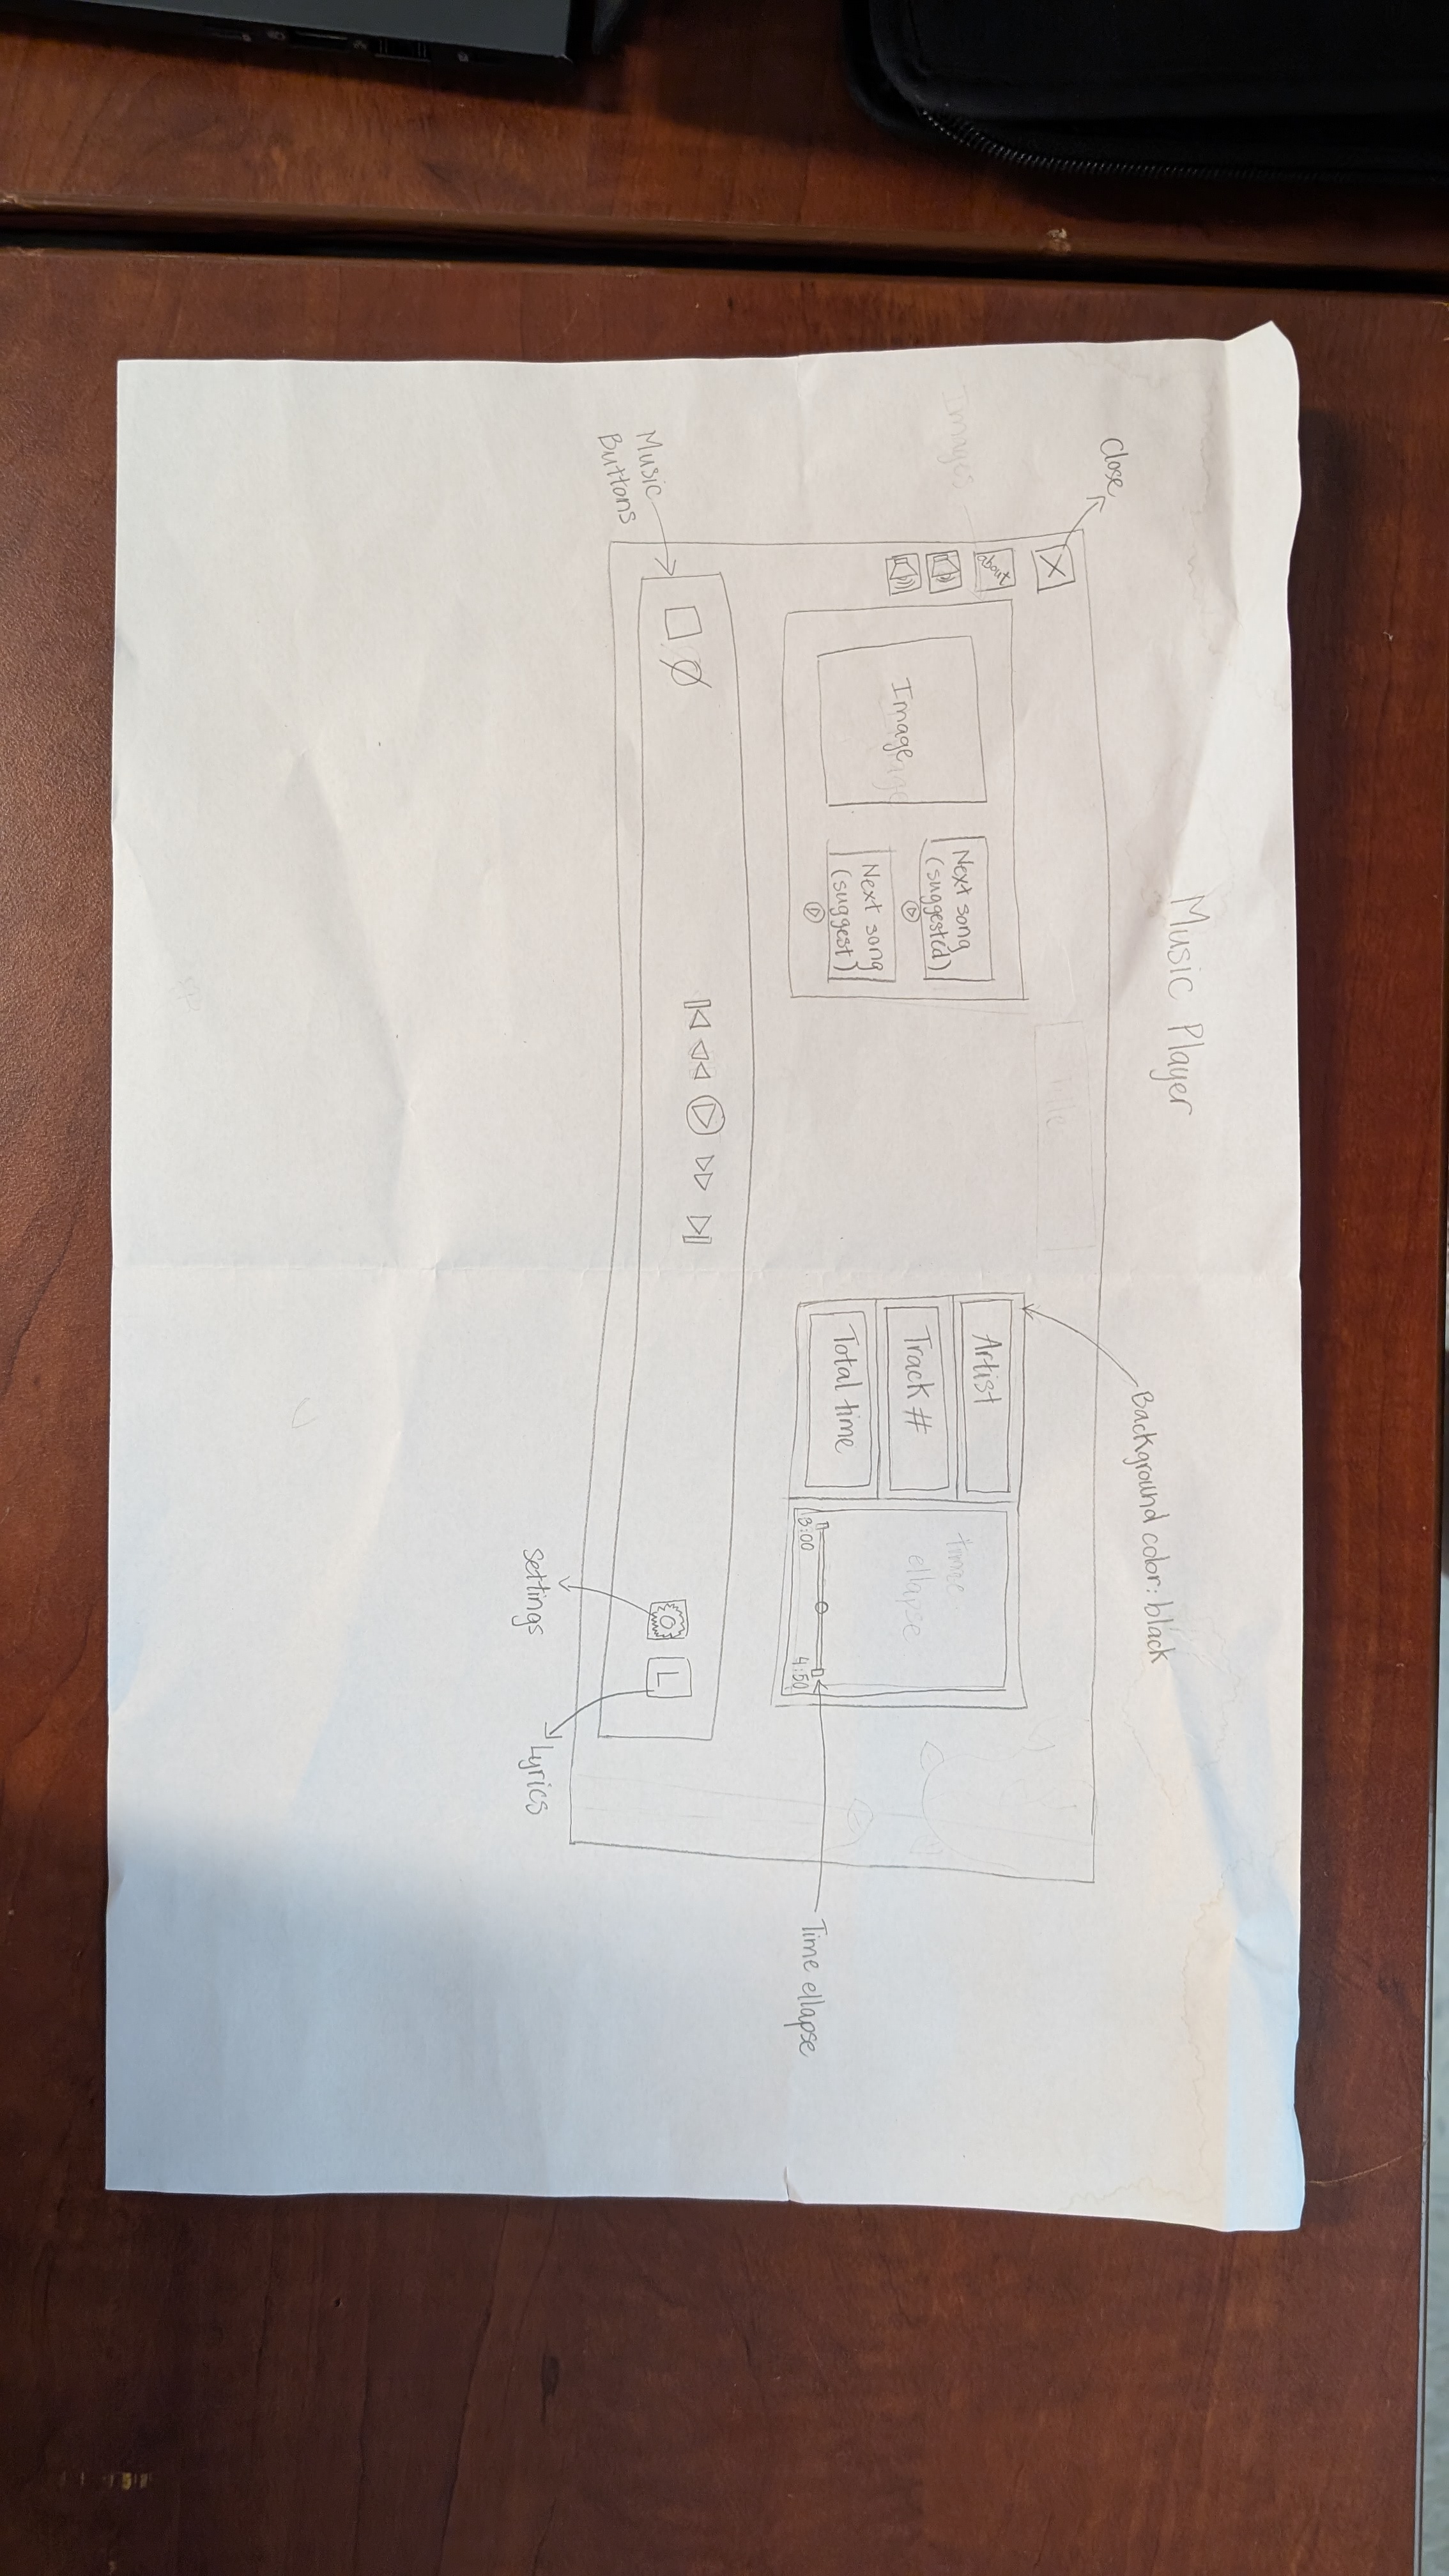 Music Player
Close
Background color: black
Title
X
about
Images
Image
Next song
(suggested)
Next song
(suggest)
Artist
Track #
Total time
time
ellapse
3:00
4:50
Time ellapse
Music
Buttons
L
settings
Lyrics